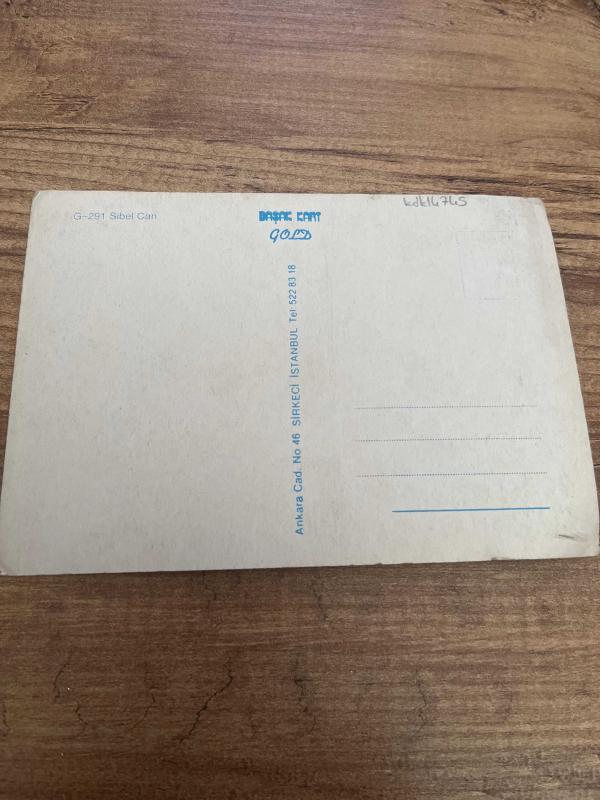 G-291 Sibel Can
BAŞAK KART
GOLD
kdk14745
Ankara Cad. No 46 SİRKECİ İSTANBUL Tel: 522 83 18